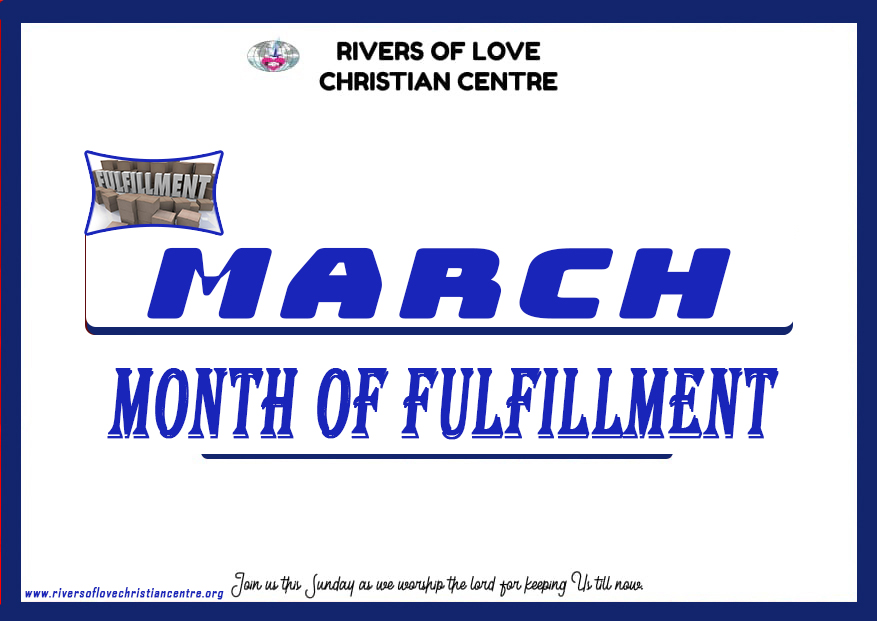 RIVERS OF LOVE
CHRISTIAN CENTRE
FULFILLMENT
MARCH
MONTH OF FULFILLMENT
Join us this Sunday as we worship the lord for keeping Us till now.
www.riversoflovechristiancentre.org